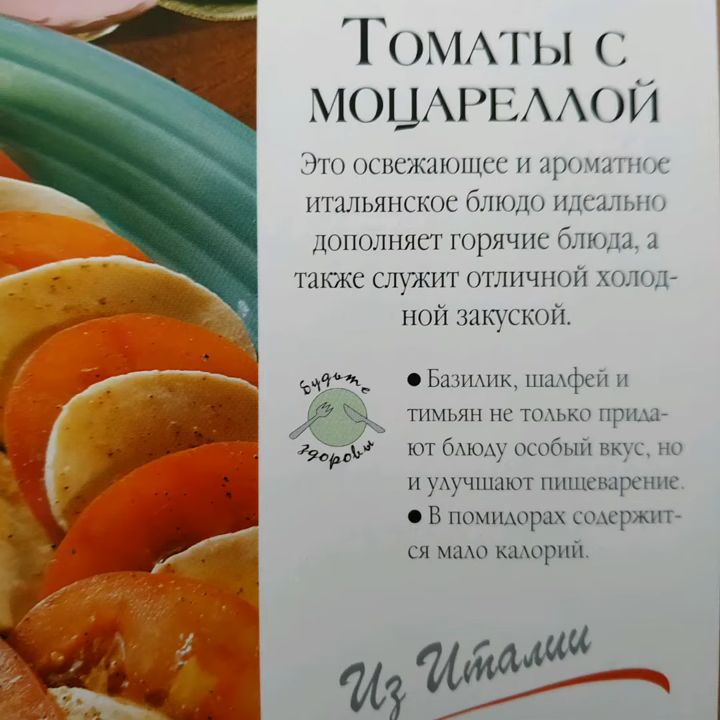 Томаты с
моцареллой
Это освежающее и ароматное
итальянское блюдо идеально
дополняет горячие блюда, а
также служит отличной холод-
ной закуской.
будьте
здоровы
● Базилик, шалфей и
тимьян не только прида-
ют блюду особый вкус, но
и улучшают пищеварение.
● В помидорах содержит-
ся мало калорий.
Из Италии